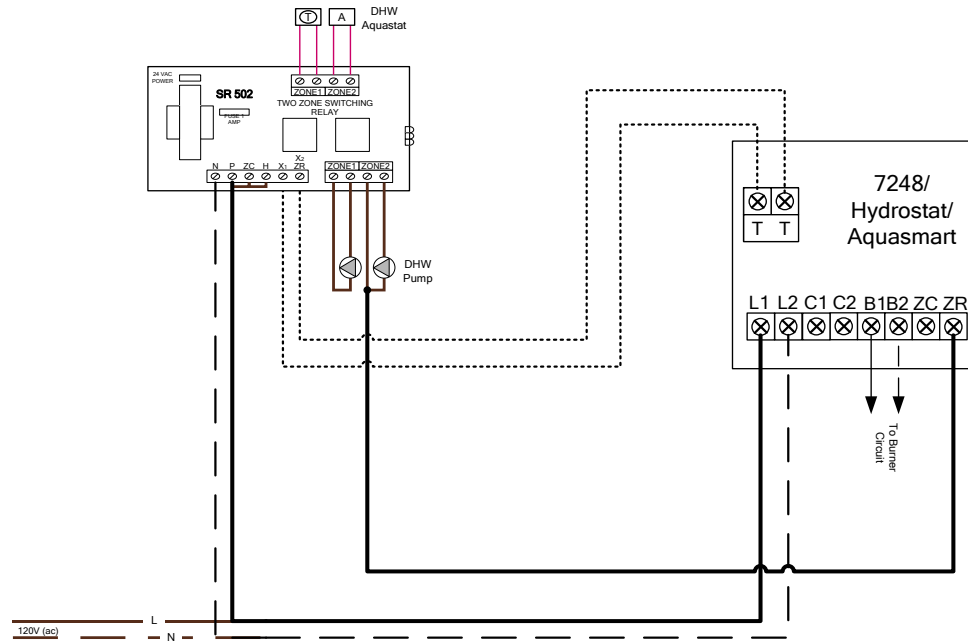 T
A
DHW
Aquastat
24 VAC
POWER
SR 502
FUSE 1
AMP
ZONE1 ZONE2
TWO ZONE SWITCHING
RELAY
N P ZC H X1 X2
ZR
ZONE1 ZONE2
DHW
Pump
7248/
Hydrostat/
Aquasmart
T T
L1 L2 C1 C2 B1 B2 ZC ZR
To Burner
Circuit
L
120V (ac)
N